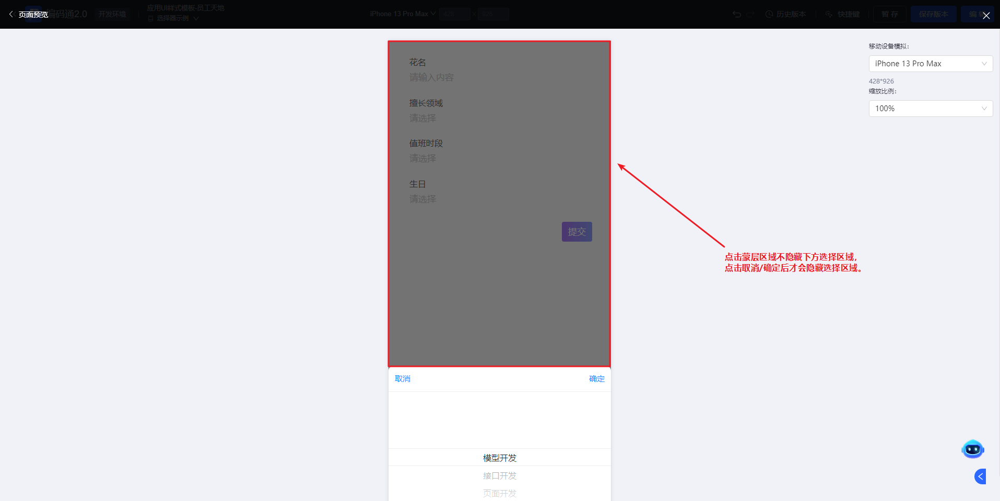 页面预览
编码通2.0
开发环境
应用UI样式模板-员工天地
选择器示例
iPhone 13 Pro Max
428
x
926
历史版本
快捷键
暂 存
保存版本
移动设备模拟:
iPhone 13 Pro Max
428*926
缩放比例:
100%
花名
请输入内容
擅长领域
请选择
值班时段
请选择
生日
请选择
提交
点击蒙层区域不隐藏下方选择区域,
点击取消/确定后才会隐藏选择区域。
取消
确定
模型开发
接口开发
页面开发